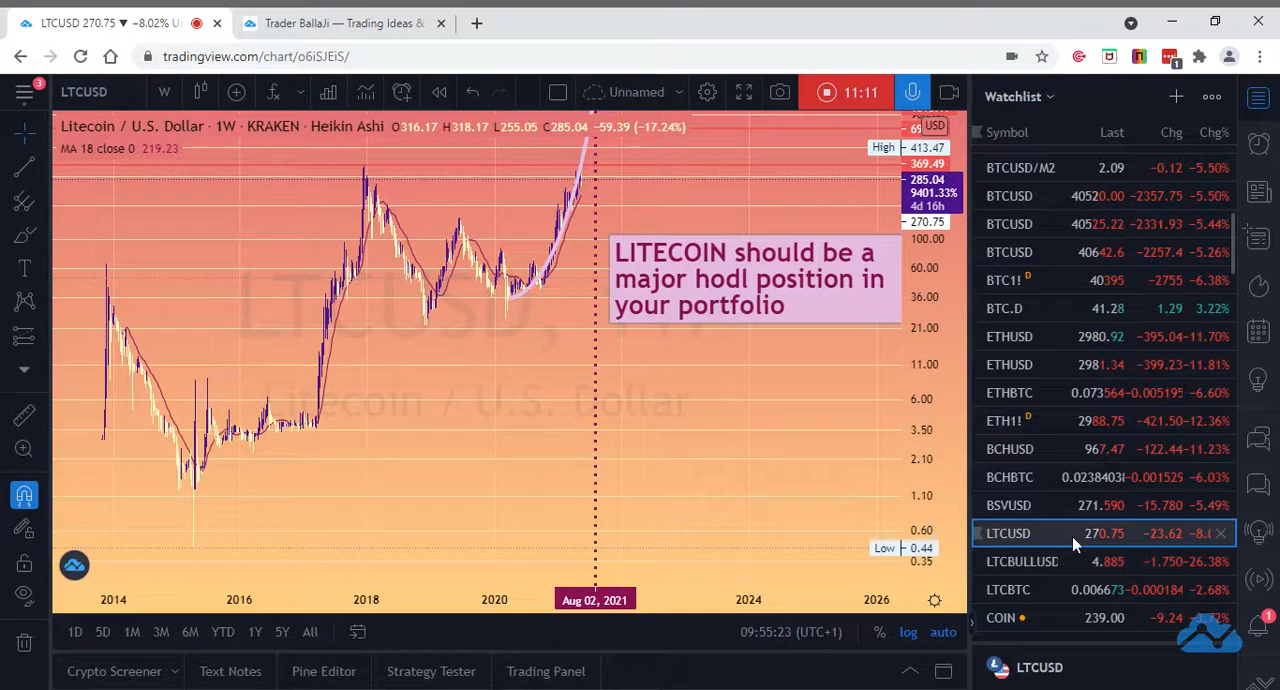 LTCUSD 270.75 ▼ −8.02% U
Trader BallaJi — Trading Ideas &
tradingview.com/chart/o6iSJEiS/
1
3
LTCUSD
W
Unnamed
11:11
Litecoin / U.S. Dollar · 1W · KRAKEN · Heikin Ashi O316.17 H318.17 L255.05 C285.04 −59.39 (−17.24%)
MA 18 close 0 219.23
USD
High 413.47
369.49
285.04
9401.33%
4d 16h
270.75
100.00
60.00
36.00
21.00
11.00
6.00
3.50
2.10
1.10
0.60
Low 0.44
0.35
LITECOIN should be a
major hodl position in
your portfolio
LTCUSD, 1W
Litecoin / U.S. Dollar
2014 2016 2018 2020 Aug 02, 2021 2024 2026
1D 5D 1M 3M 6M YTD 1Y 5Y All
09:55:23 (UTC+1) % log auto
Crypto Screener Text Notes Pine Editor Strategy Tester Trading Panel
Watchlist
Symbol Last Chg Chg%
BTCUSD/M2 2.09 −0.12 −5.50%
BTCUSD 40520.00 −2357.75 −5.50%
BTCUSD 40525.22 −2331.93 −5.44%
BTCUSD 40642.6 −2257.4 −5.26%
BTC1! D 40395 −2755 −6.38%
BTC.D 41.28 1.29 3.22%
ETHUSD 2980.92 −395.04 −11.70%
ETHUSD 2981.34 −399.23 −11.81%
ETHBTC 0.073564 −0.005195 −6.60%
ETH1! D 2988.75 −421.50 −12.36%
BCHUSD 967.47 −122.44 −11.23%
BCHBTC −0.001529 −6.03%
BSVUSD 271.590 −15.780 −5.49%
LTCUSD 270.75 −23.62
LTCBULLUSD 4.885 −1.750 −26.38%
LTCBTC 0.006673 −0.000184 −2.68%
COIN 239.00 −9.24 −3.72%
LTCUSD
1